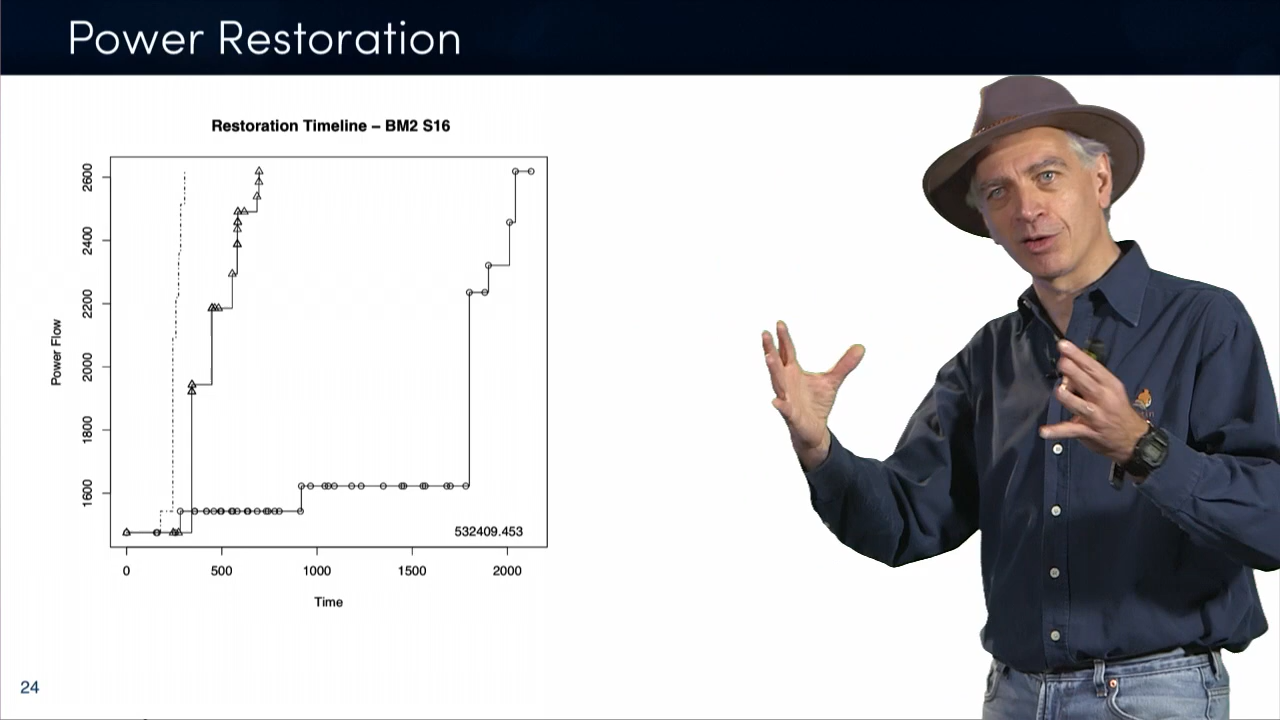 Power Restoration
Restoration Timeline – BM2 S16
2600
2400
2200
20000
1800
1600
Power Flow
532409.453
0 500 1000 1500 2000
Time
24